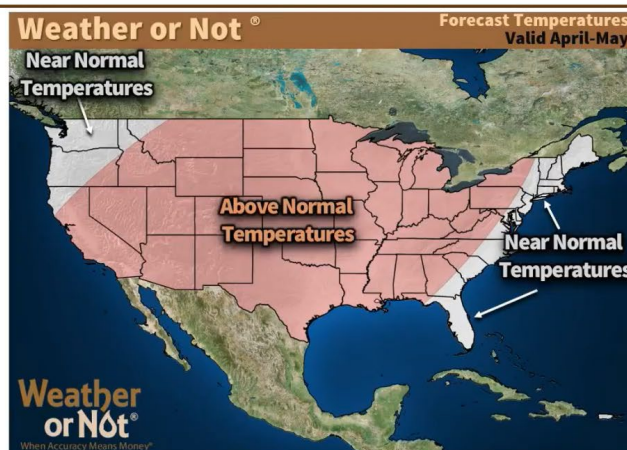 Weather or Not ®
Forecast Temperatures
Valid April-May
Near Normal
Temperatures
Above Normal
Temperatures
Near Normal
Temperatures
Weather
or Not®
When Accuracy Means Money®